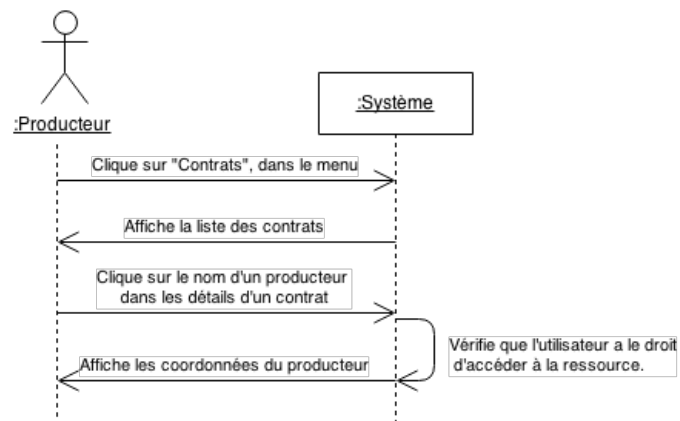 :Producteur
:Système
Clique sur "Contrats", dans le menu
Affiche la liste des contrats
Clique sur le nom d'un producteur
dans les détails d'un contrat
Vérifie que l'utilisateur a le droit
d'accéder à la ressource.
Affiche les coordonnées du producteur